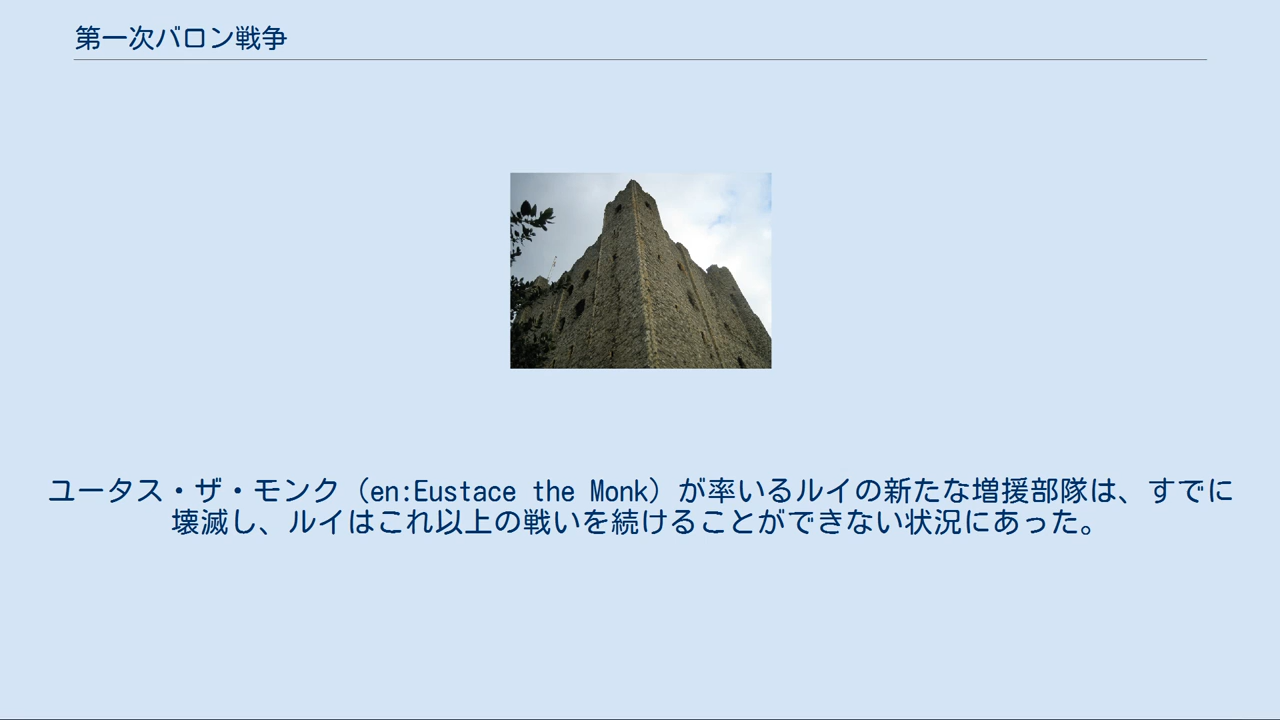 第一次バロン戦争
ユータス・ザ・モンク（en:Eustace the Monk）が率いるルイの新たな増援部隊は、すでに
壊滅し、ルイはこれ以上の戦いを続けることができない状況にあった。